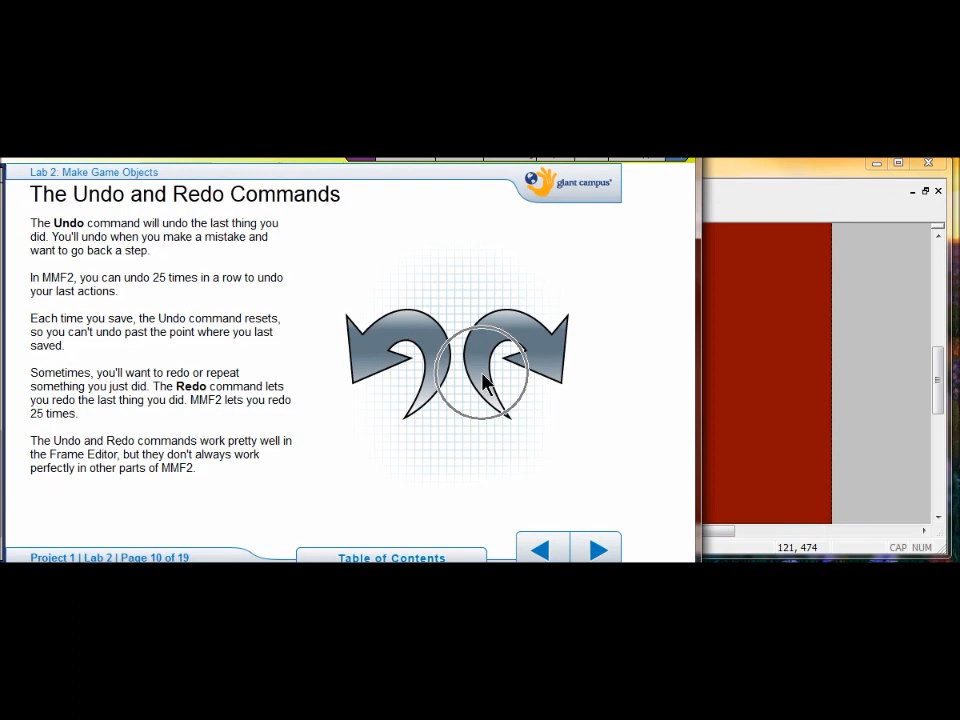 Lab 2: Make Game Objects
The Undo and Redo Commands
giant campus
The Undo command will undo the last thing you
did. You'll undo when you make a mistake and
want to go back a step.
In MMF2, you can undo 25 times in a row to undo
your last actions.
Each time you save, the Undo command resets,
so you can't undo past the point where you last
saved.
Sometimes, you'll want to redo or repeat
something you just did. The Redo command lets
you redo the last thing you did. MMF2 lets you redo
25 times.
The Undo and Redo commands work pretty well in
the Frame Editor, but they don't always work
perfectly in other parts of MMF2.
Project 1 | Lab 2 | Page 10 of 19
Table of Contents
121, 474
CAP NUM